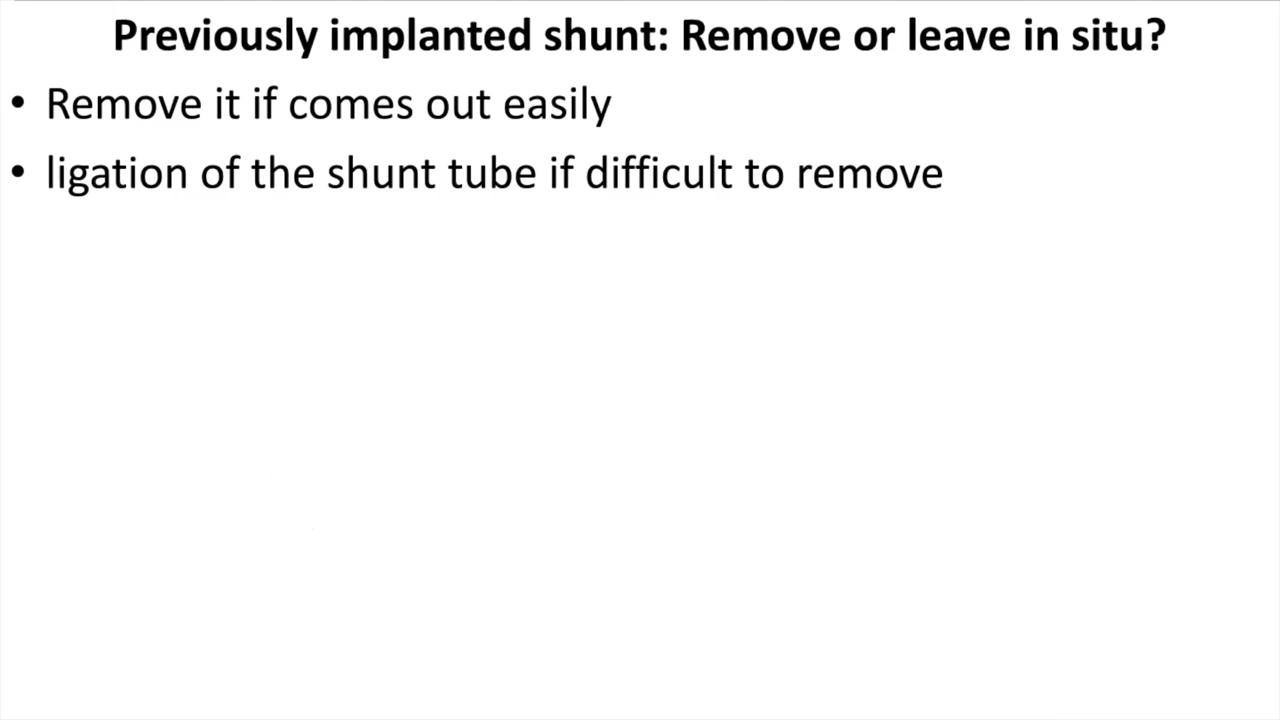 Previously implanted shunt: Remove or leave in situ?
• Remove it if comes out easily
• ligation of the shunt tube if difficult to remove